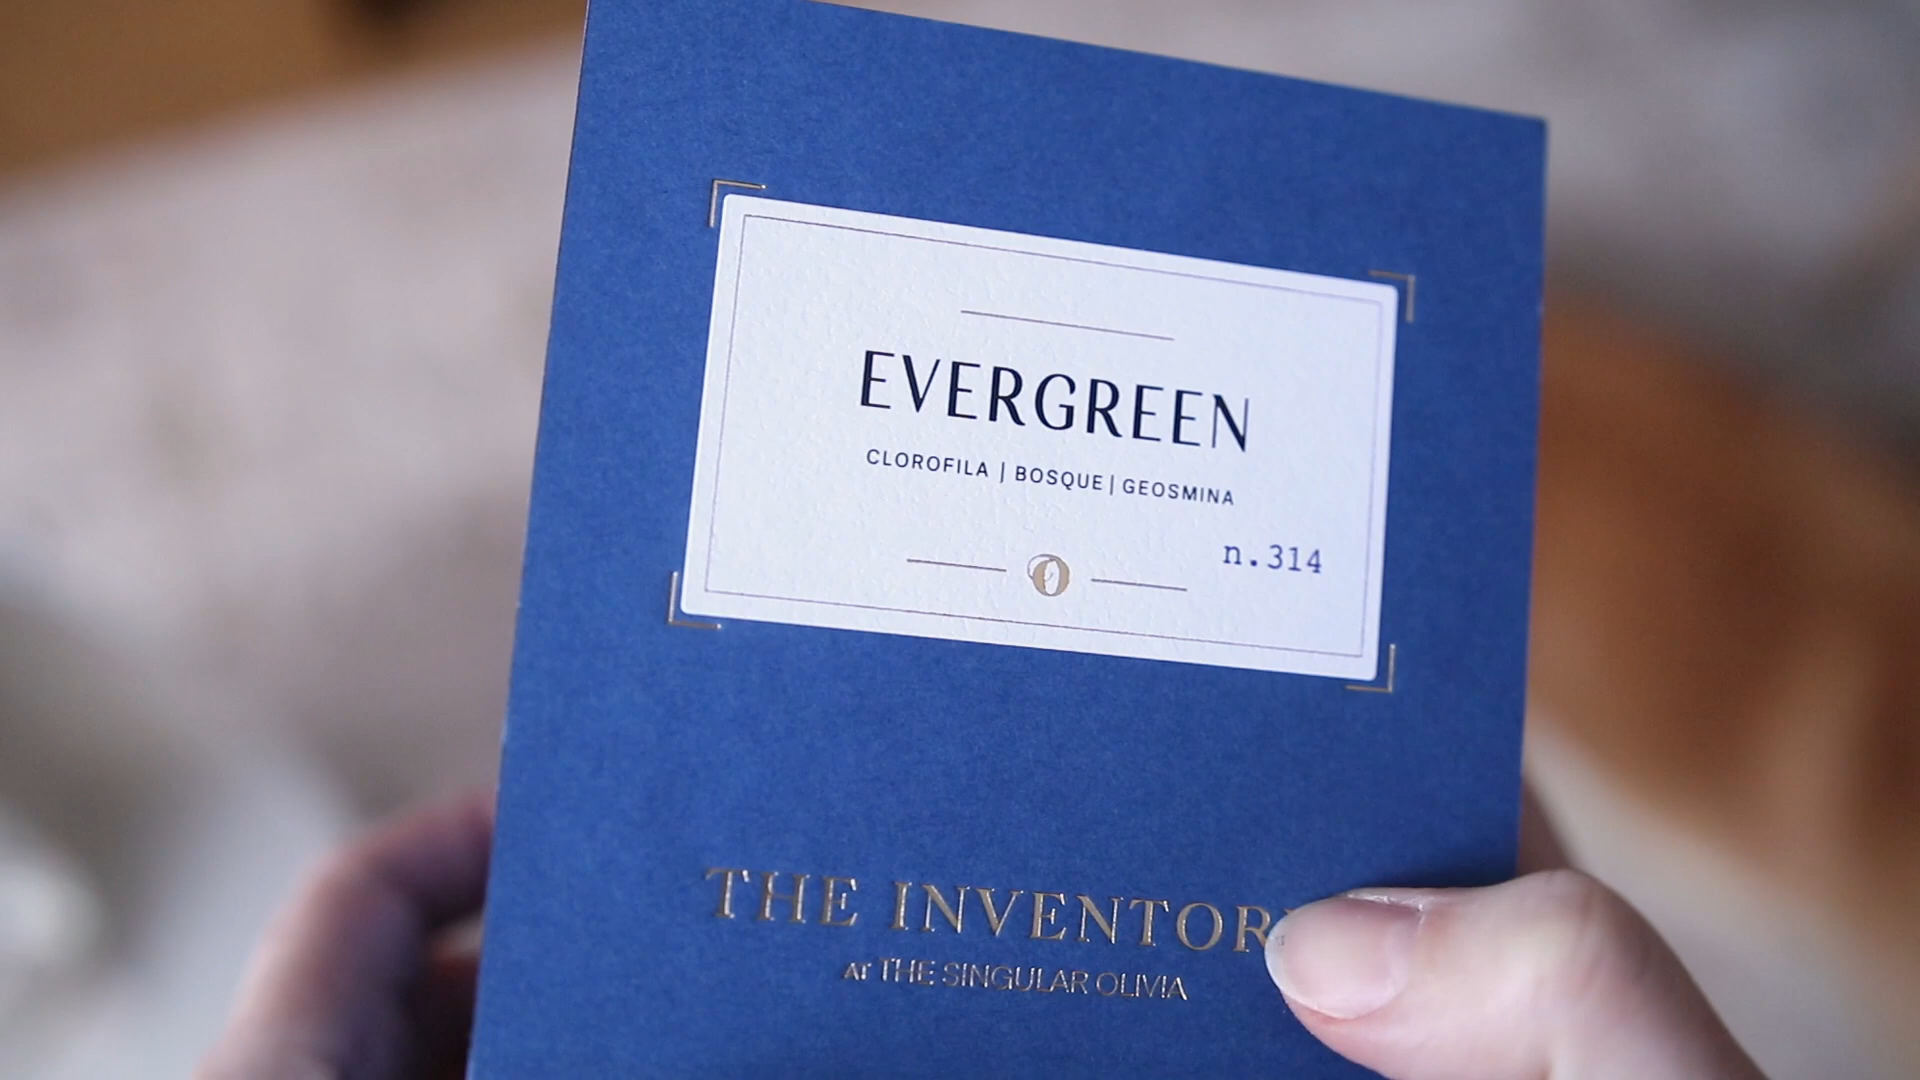 EVERGREEN
CLOROFILA | BOSQUE | GEOSMINA
n.314
THE INVENTOR
AT THE SINGULAR OLIVIA